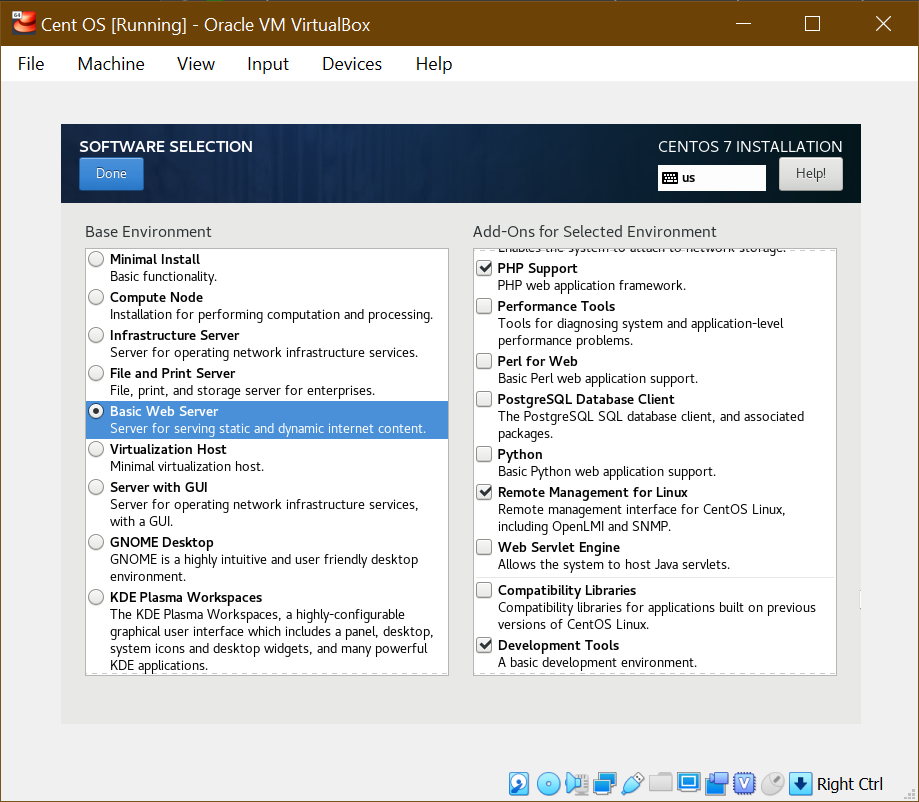 Cent OS [Running] - Oracle VM VirtualBox
File Machine View Input Devices Help
SOFTWARE SELECTION
Done
CENTOS 7 INSTALLATION
us
Help!
Base Environment
Minimal Install
Basic functionality.
Compute Node
Installation for performing computation and processing.
Infrastructure Server
Server for operating network infrastructure services.
File and Print Server
File, print, and storage server for enterprises.
Basic Web Server
Server for serving static and dynamic internet content.
Virtualization Host
Minimal virtualization host.
Server with GUI
Server for operating network infrastructure services,
with a GUI.
GNOME Desktop
GNOME is a highly intuitive and user friendly desktop
environment.
KDE Plasma Workspaces
The KDE Plasma Workspaces, a highly-configurable
graphical user interface which includes a panel, desktop,
system icons and desktop widgets, and many powerful
KDE applications.
Add-Ons for Selected Environment
Enables the system to attach to network storage.
PHP Support
PHP web application framework.
Performance Tools
Tools for diagnosing system and application-level
performance problems.
Perl for Web
Basic Perl web application support.
PostgreSQL Database Client
The PostgreSQL SQL database client, and associated
packages.
Python
Basic Python web application support.
Remote Management for Linux
Remote management interface for CentOS Linux,
including OpenLMI and SNMP.
Web Servlet Engine
Allows the system to host Java servlets.
Compatibility Libraries
Compatibility libraries for applications built on previous
versions of CentOS Linux.
Development Tools
A basic development environment.
64
V
Right Ctrl